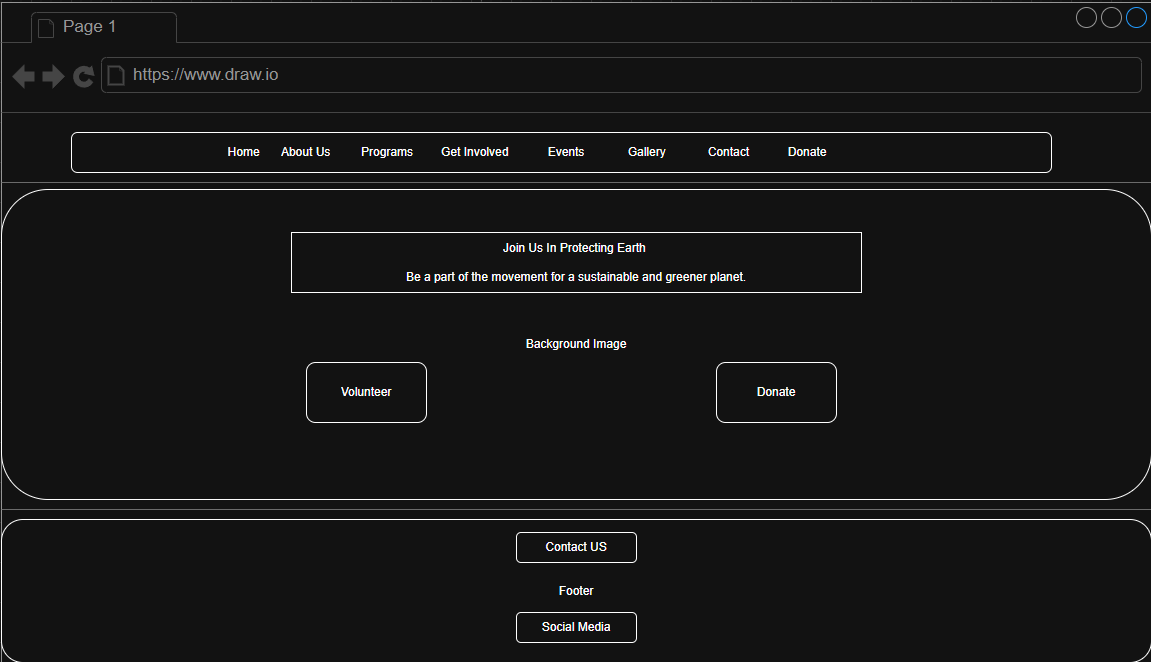 Page 1
https://www.draw.io
Home About Us Programs Get Involved Events Gallery Contact Donate
Join Us In Protecting Earth
Be a part of the movement for a sustainable and greener planet.
Background Image
Volunteer Donate
Contact US
Footer
Social Media